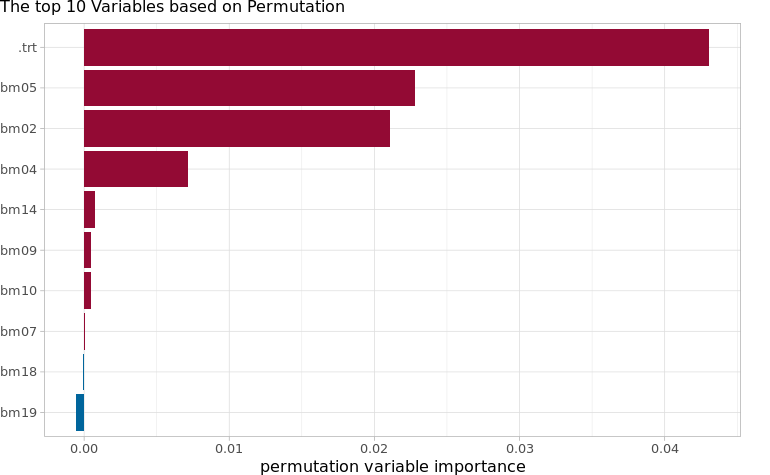 The top 10 Variables based on Permutation
.trt
bm05
bm02
bm04
bm14
bm09
bm10
bm07
bm18
bm19
0.00 0.01 0.02 0.03 0.04
permutation variable importance